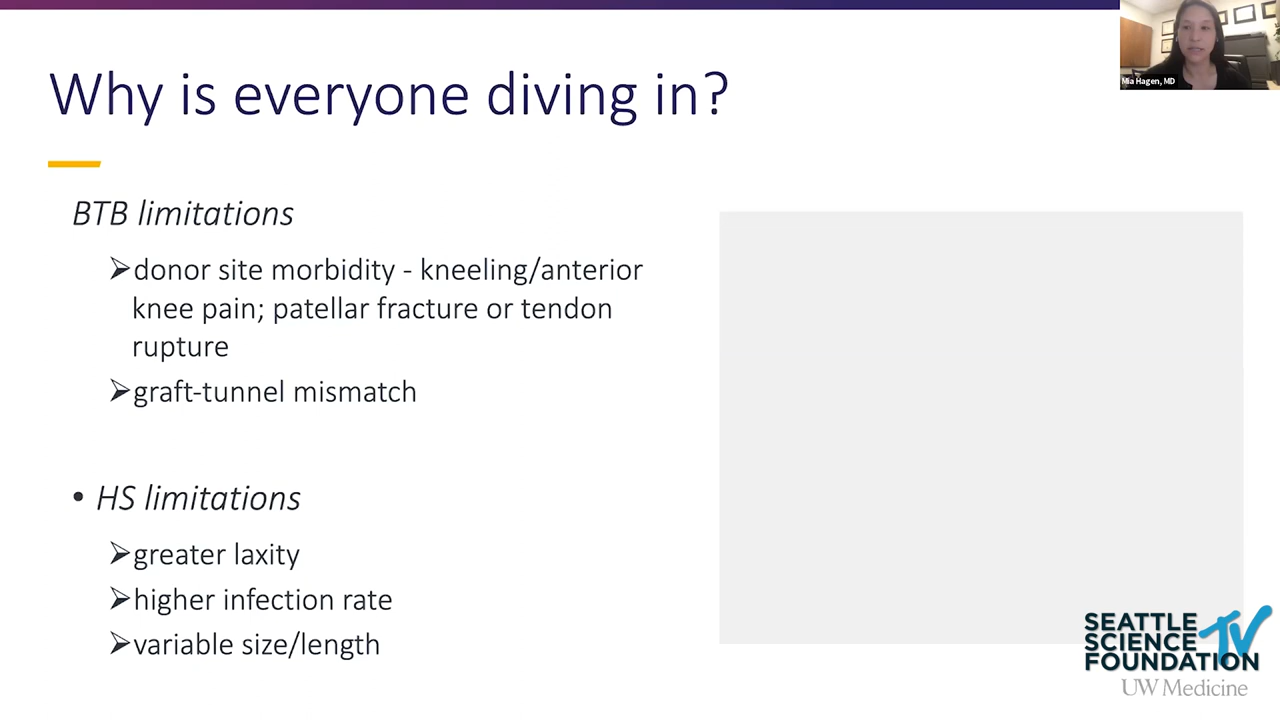 Mia Hagen, MD
Why is everyone diving in?
BTB limitations
➢donor site morbidity - kneeling/anterior
knee pain; patellar fracture or tendon
rupture
➢graft-tunnel mismatch
• HS limitations
➢greater laxity
➢higher infection rate
➢variable size/length
SEATTLE
SCIENCE TV
FOUNDATION
UW Medicine